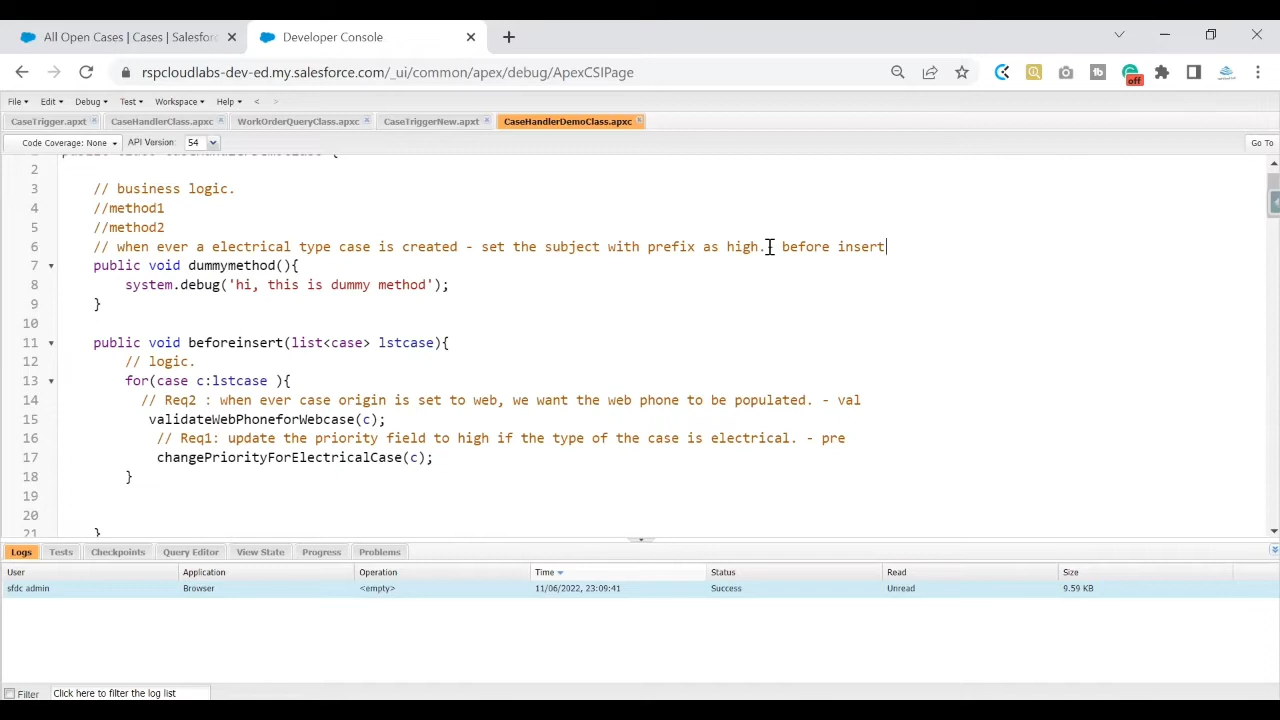 All Open Cases | Cases | Salesforc
Developer Console
rspcloudlabs-dev-ed.my.salesforce.com/_ui/common/apex/debug/ApexCSIPage
off
File Edit Debug Test Workspace Help < >
CaseTrigger.apxt CaseHandlerClass.apxc WorkOrderQueryClass.apxc CaseTriggerNew.apxt CaseHandlerDemoClass.apxc
Code Coverage: None API Version: 54 Go To
2
3 // business logic.
4 //method1
5 //method2
6 // when ever a electrical type case is created - set the subject with prefix as high. before insert
7 public void dummymethod(){
8 system.debug('hi, this is dummy method');
9 }
10
11 public void beforeinsert(list<case> lstcase){
12 // logic.
13 for(case c:lstcase ){
14 // Req2 : when ever case origin is set to web, we want the web phone to be populated. - val
15 validateWebPhoneforWebcase(c);
16 // Req1: update the priority field to high if the type of the case is electrical. - pre
17 changePriorityForElectricalCase(c);
18 }
19
20
21 }
Logs Tests Checkpoints Query Editor View State Progress Problems
User Application Operation Time Status Read Size
sfdc admin Browser <empty> 11/06/2022, 23:09:41 Success Unread 9.59 KB
Filter Click here to filter the log list